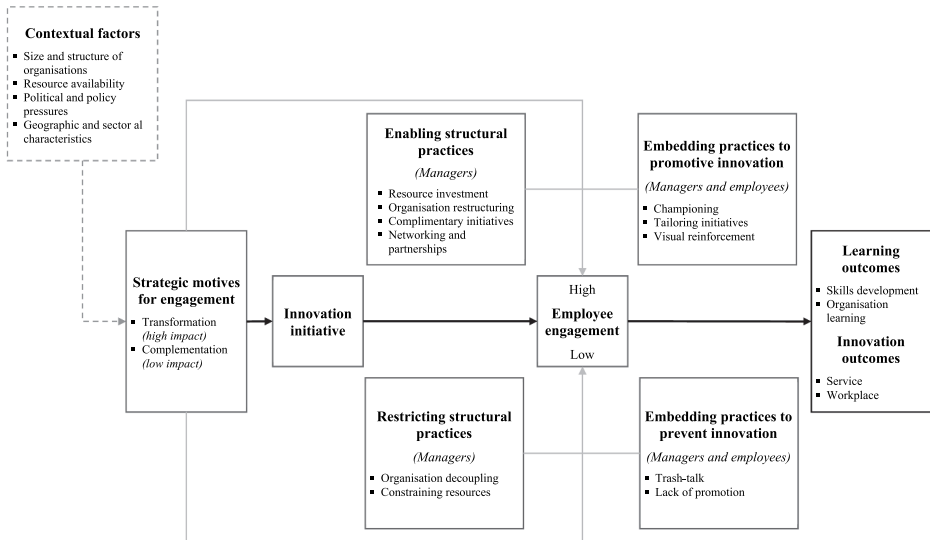 Contextual factors
▪ Size and structure of
organisations
▪ Resource availability
▪ Political and policy
pressures
▪ Geographic and sector al
characteristics
Strategic motives
for engagement
▪ Transformation
(high impact)
▪ Complementation
(low impact)
Innovation
initiative
Enabling structural
practices
(Managers)
▪ Resource investment
▪ Organisation restructuring
▪ Complimentary initiatives
▪ Networking and
partnerships
Embedding practices to
promotive innovation
(Managers and employees)
▪ Championing
▪ Tailoring initiatives
▪ Visual reinforcement
High
Employee
engagement
Low
Restricting structural
practices
(Managers)
▪ Organisation decoupling
▪ Constraining resources
Embedding practices to
prevent innovation
(Managers and employees)
▪ Trash-talk
▪ Lack of promotion
Learning
outcomes
▪ Skills development
▪ Organisation
learning
Innovation
outcomes
▪ Service
▪ Workplace